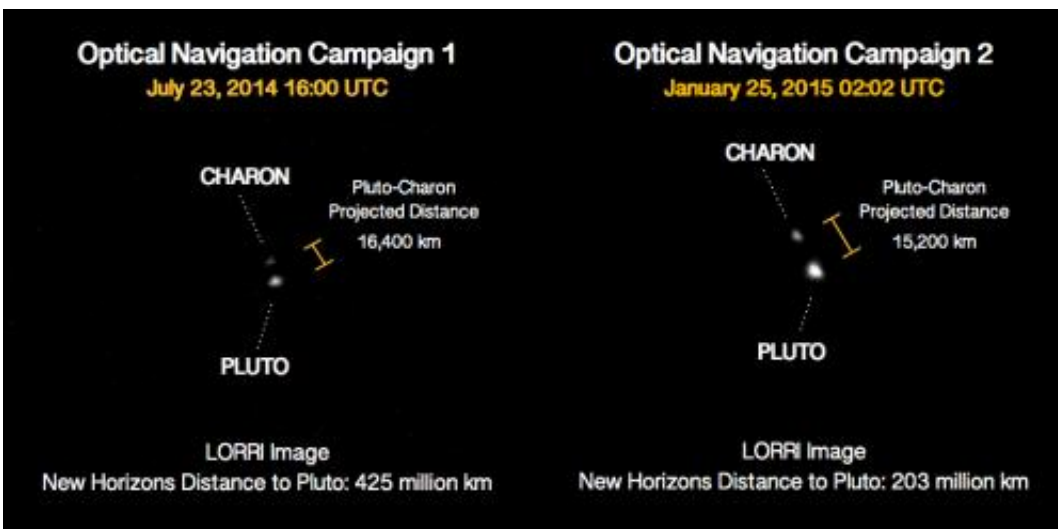 Optical Navigation Campaign 1
July 23, 2014 16:00 UTC
CHARON
Pluto-Charon
Projected Distance
16,400 km
PLUTO
LORRI Image
New Horizons Distance to Pluto: 425 million km
Optical Navigation Campaign 2
January 25, 2015 02:02 UTC
CHARON
Pluto-Charon
Projected Distance
15,200 km
PLUTO
LORRI Image
New Horizons Distance to Pluto: 203 million km